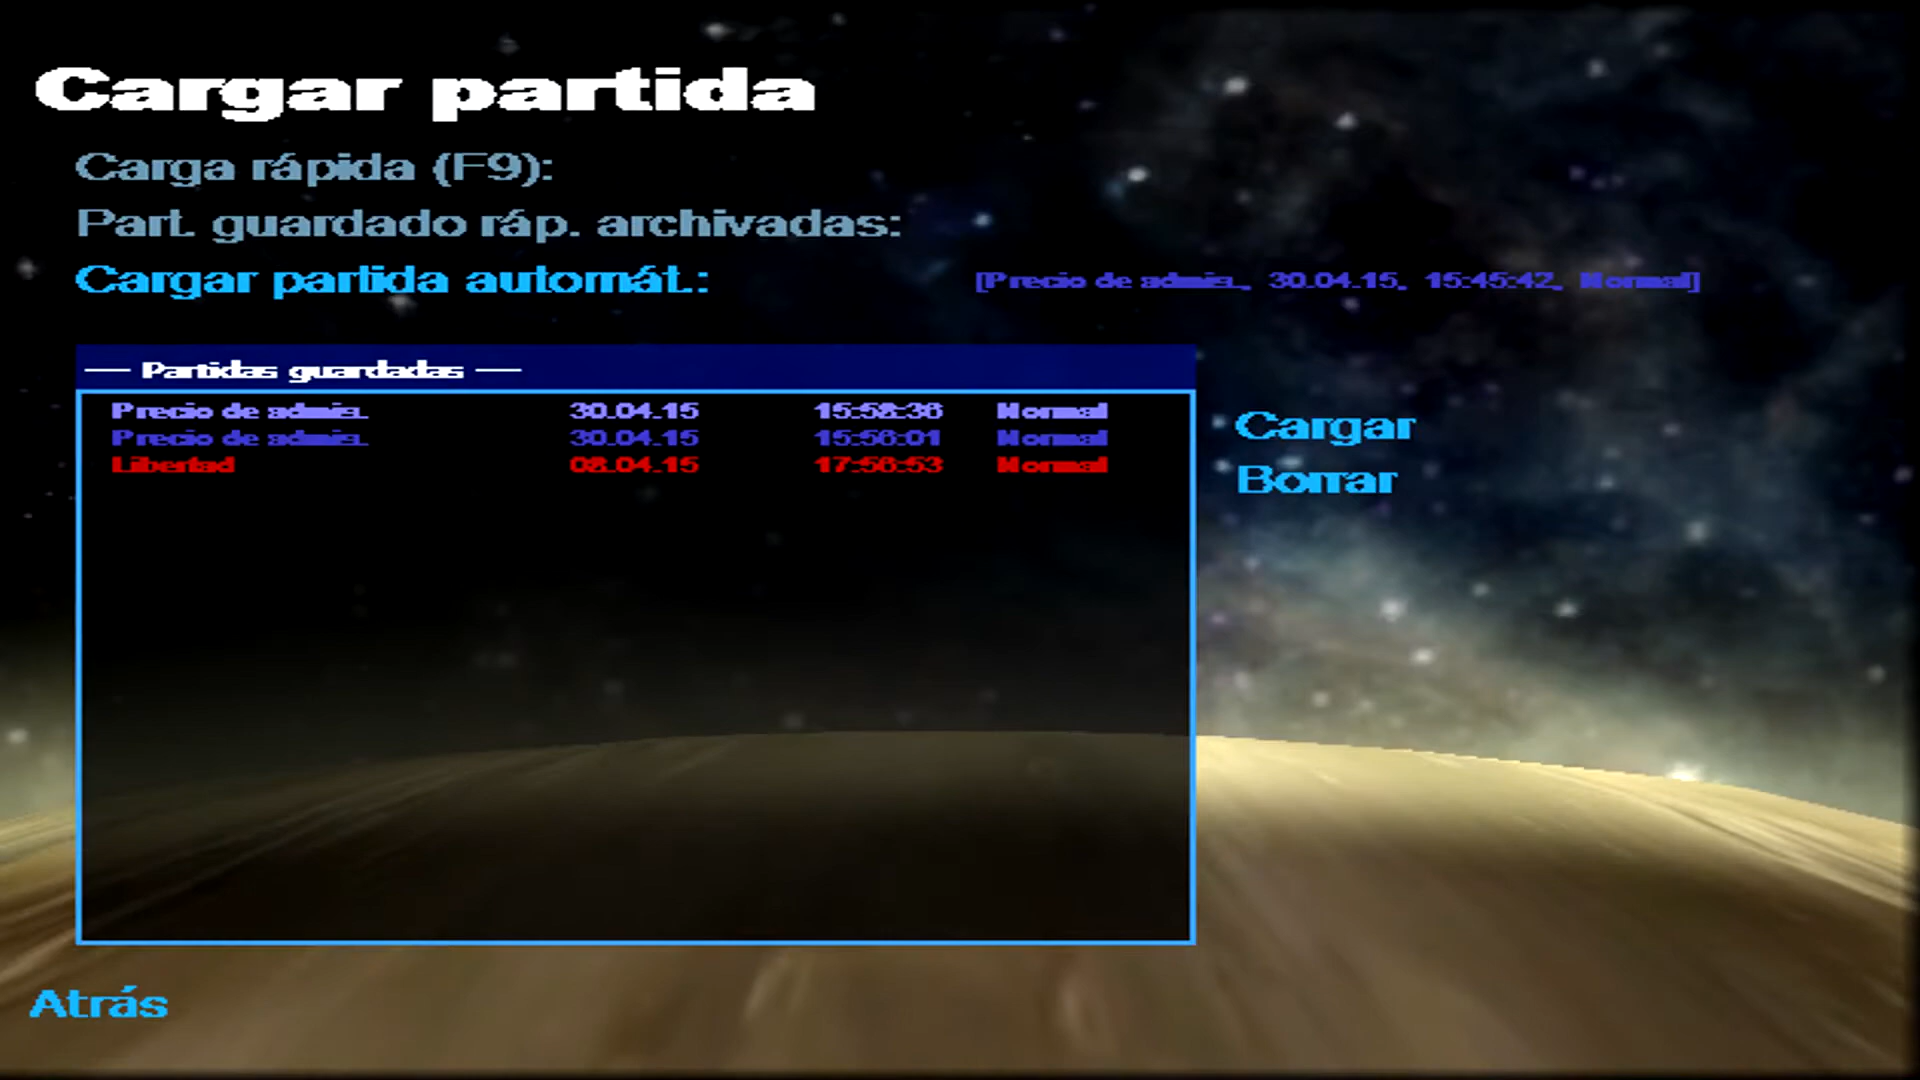 Cargar partida
Carga rápida (F9):
Part. guardado ráp. archivadas:
Cargar partida automát.: [Precio de admis., 30.04.15, 15:45:42, Normal]
— Partidas guardadas —
Precio de admis. 30.04.15 15:58:36 Normal
Precio de admis. 30.04.15 15:56:01 Normal
Libertad 08.04.15 17:56:53 Normal
Cargar
Borrar
Atrás